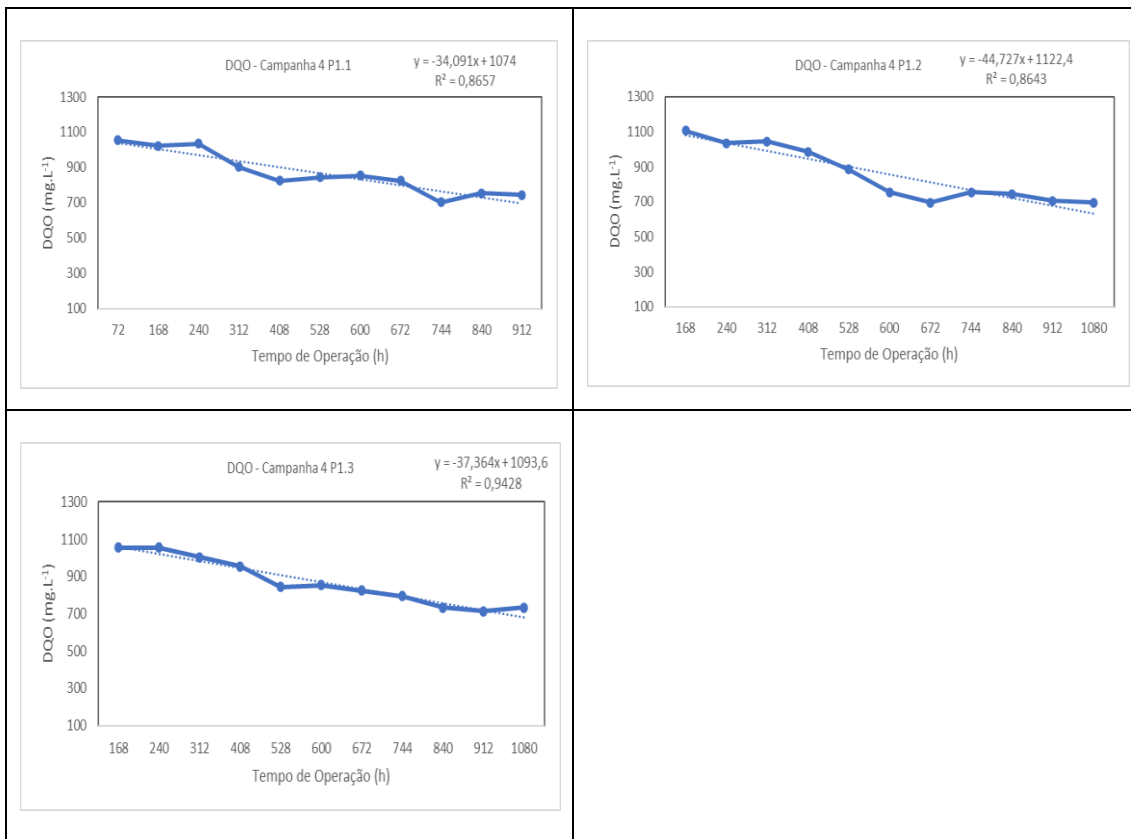 DQO - Campanha 4 P1.1
y = -34,091x + 1074
R² = 0,8657
1300
1100
900
700
500
300
100
DQO (mg.L⁻¹)
72 168 240 312 408 528 600 672 744 840 912
Tempo de Operação (h)
DQO - Campanha 4 P1.2
y = -44,727x + 1122,4
R² = 0,8643
1300
1100
900
700
500
300
100
DQO (mg.L⁻¹)
168 240 312 408 528 600 672 744 840 912 1080
Tempo de Operação (h)
DQO - Campanha 4 P1.3
y = -37,364x + 1093,6
R² = 0,9428
1300
1100
900
700
500
300
100
DQO (mg.L⁻¹)
168 240 312 408 528 600 672 744 840 912 1080
Tempo de Operação (h)